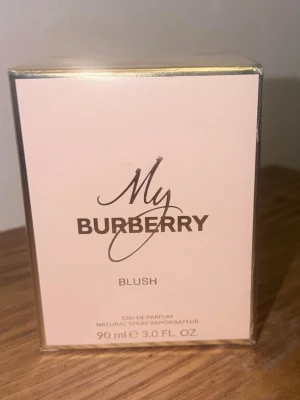 My
BURBERRY
BLUSH
EAU DE PARFUM
NATURAL SPRAY VAPORISATEUR
90 ml ℮ 3.0 FL. OZ.